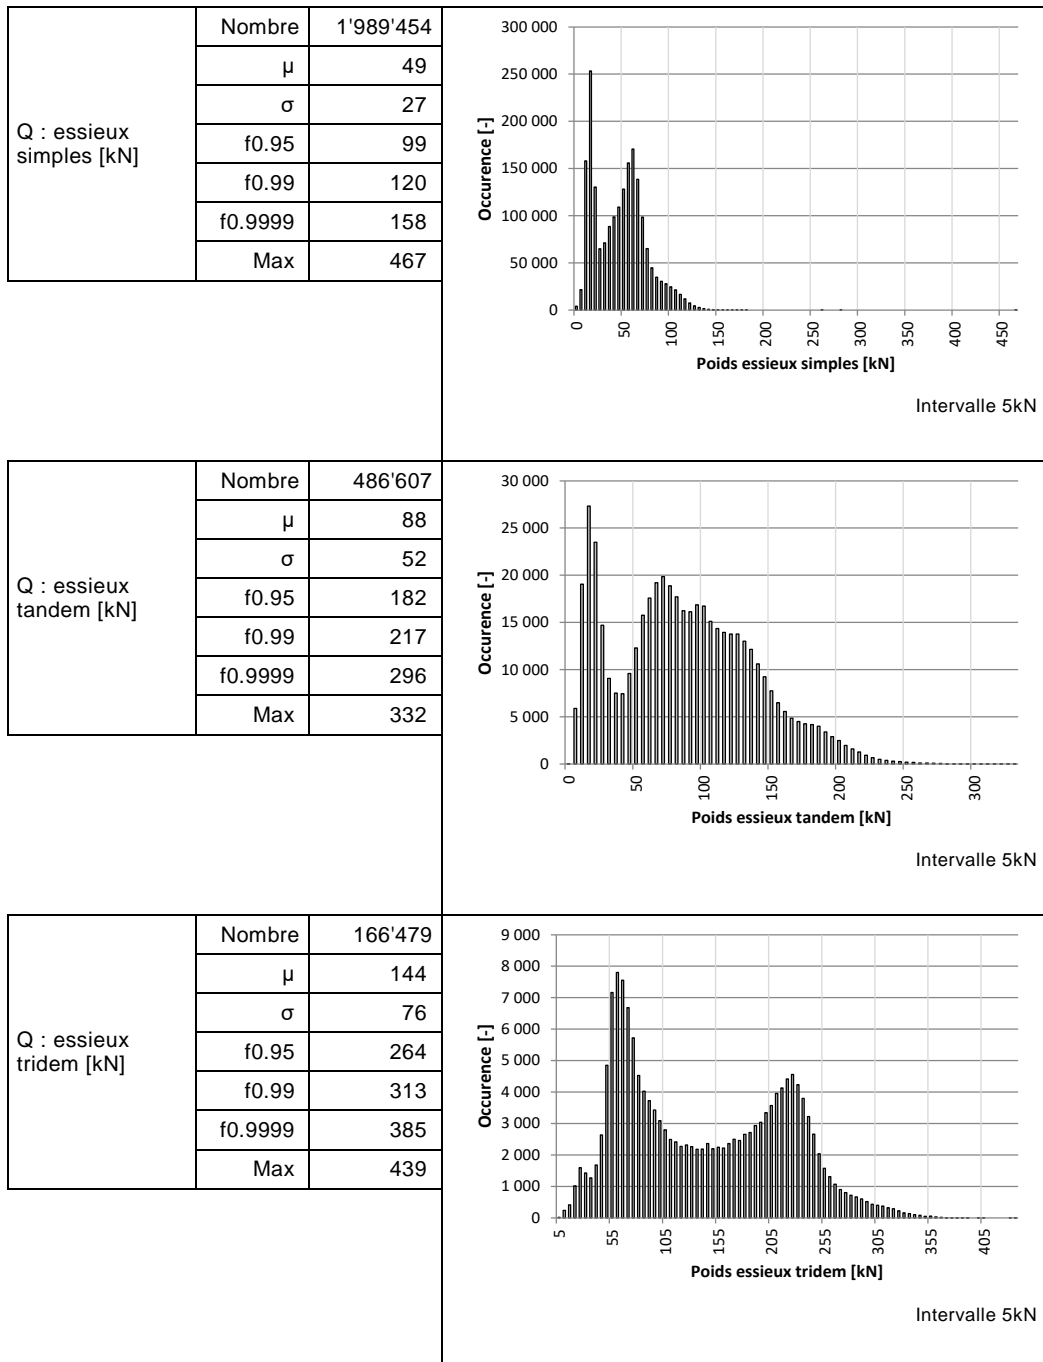 Q : essieux
simples [kN]
Nombre 1'989'454
μ 49
σ 27
f0.95 99
f0.99 120
f0.9999 158
Max 467
300 000
250 000
200 000
150 000
100 000
50 000
0
Occurence [-]
0 50 100 150 200 250 300 350 400 450
Poids essieux simples [kN]
Intervalle 5kN
Q : essieux
tandem [kN]
Nombre 486'607
μ 88
σ 52
f0.95 182
f0.99 217
f0.9999 296
Max 332
30 000
25 000
20 000
15 000
10 000
5 000
0
Occurence [-]
0 50 100 150 200 250 300
Poids essieux tandem [kN]
Intervalle 5kN
Q : essieux
tridem [kN]
Nombre 166'479
μ 144
σ 76
f0.95 264
f0.99 313
f0.9999 385
Max 439
9 000
8 000
7 000
6 000
5 000
4 000
3 000
2 000
1 000
0
Occurence [-]
5 55 105 155 205 255 305 355 405
Poids essieux tridem [kN]
Intervalle 5kN